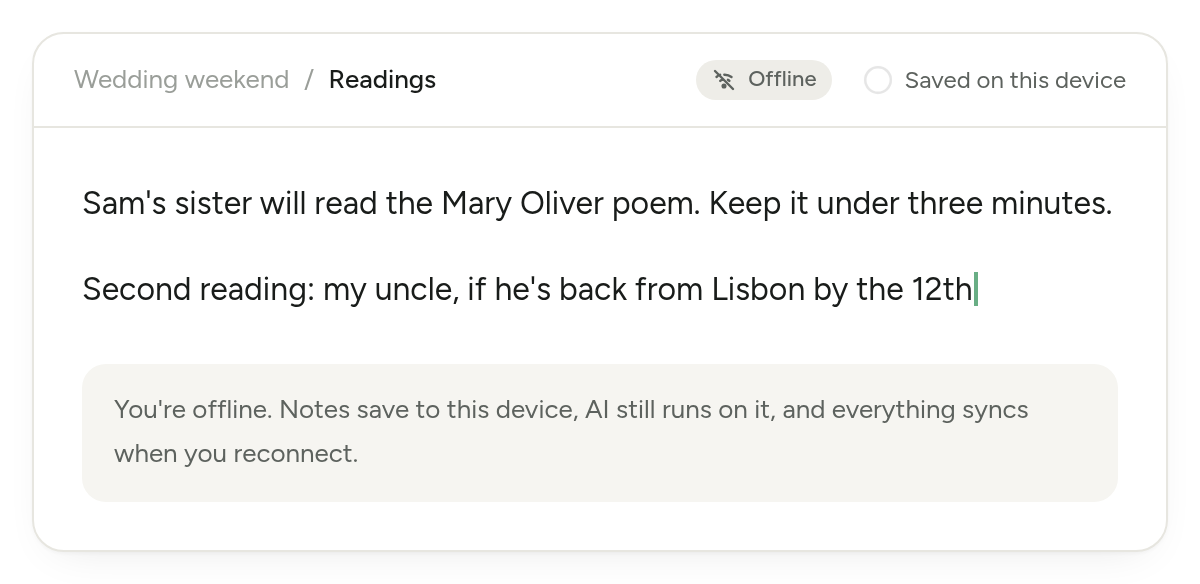 Wedding weekend / Readings
Offline
Saved on this device
Sam's sister will read the Mary Oliver poem. Keep it under three minutes.
Second reading: my uncle, if he's back from Lisbon by the 12th
You're offline. Notes save to this device, AI still runs on it, and everything syncs
when you reconnect.